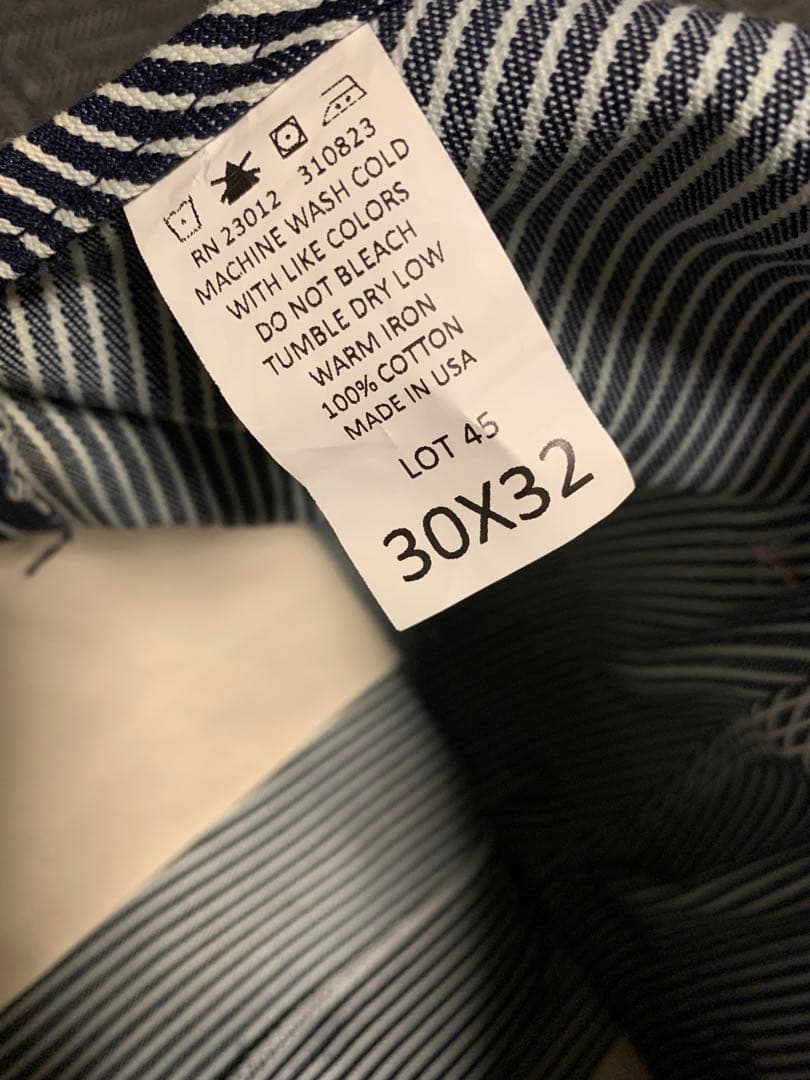 RN 23012 310823
MACHINE WASH COLD
WITH LIKE COLORS
DO NOT BLEACH
TUMBLE DRY LOW
WARM IRON
100% COTTON
MADE IN USA
LOT 45
30X32